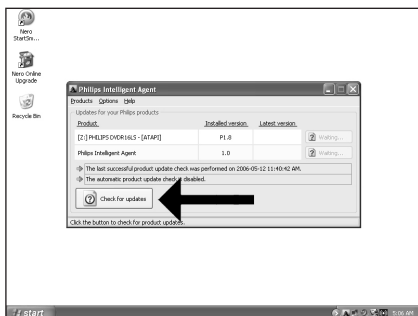 Nero
StartSm...
Nero Online
Upgrade
Recycle Bin
Philips Intelligent Agent
Products Options Help
Updates for your Philips products
Product Installed version Latest version
[Z:] PHILIPS DVDR16LS - [ATAPI] P1.8 Waiting...
Philips Intelligent Agent 1.0 Waiting...
The last successful product update check was performed on 2006-05-12 11:40:42 AM.
The automatic product update check is disabled.
Check for updates
Click the button to check for product updates.
start 5:06 AM